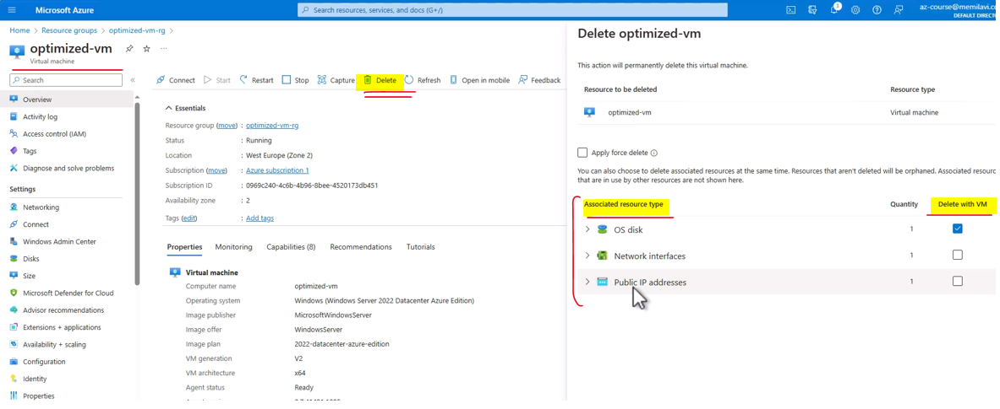 Microsoft Azure
Search resources, services, and docs (G+/)
3
az-course@memilavi.co
DEFAULT DIRECT
Home > Resource groups > optimized-vm-rg >
optimized-vm
Virtual machine
Search
Overview
Activity log
Access control (IAM)
Tags
Diagnose and solve problems
Settings
Networking
Connect
Windows Admin Center
Disks
Size
Microsoft Defender for Cloud
Advisor recommendations
Extensions + applications
Availability + scaling
Configuration
Identity
Properties
Connect Start Restart Stop Capture Delete Refresh Open in mobile Feedback
Essentials
Resource group (move) : optimized-vm-rg
Status : Running
Location : West Europe (Zone 2)
Subscription (move) : Azure subscription 1
Subscription ID : 0969c240-4c6b-4b96-8bee-4520173db451
Availability zone : 2
Tags (edit) : Add tags
Properties Monitoring Capabilities (8) Recommendations Tutorials
Virtual machine
Computer name optimized-vm
Operating system Windows (Windows Server 2022 Datacenter Azure Edition)
Image publisher MicrosoftWindowsServer
Image offer WindowsServer
Image plan 2022-datacenter-azure-edition
VM generation V2
VM architecture x64
Agent status Ready
Delete optimized-vm
This action will permanently delete this virtual machine.
Resource to be deleted Resource type
optimized-vm Virtual machine
Apply force delete
You can also choose to delete associated resources at the same time. Resources that aren't deleted will be orphaned. Associated resourc
that are in use by other resources are not shown here.
Associated resource type Quantity Delete with VM
OS disk 1
Network interfaces 1
Public IP addresses 1